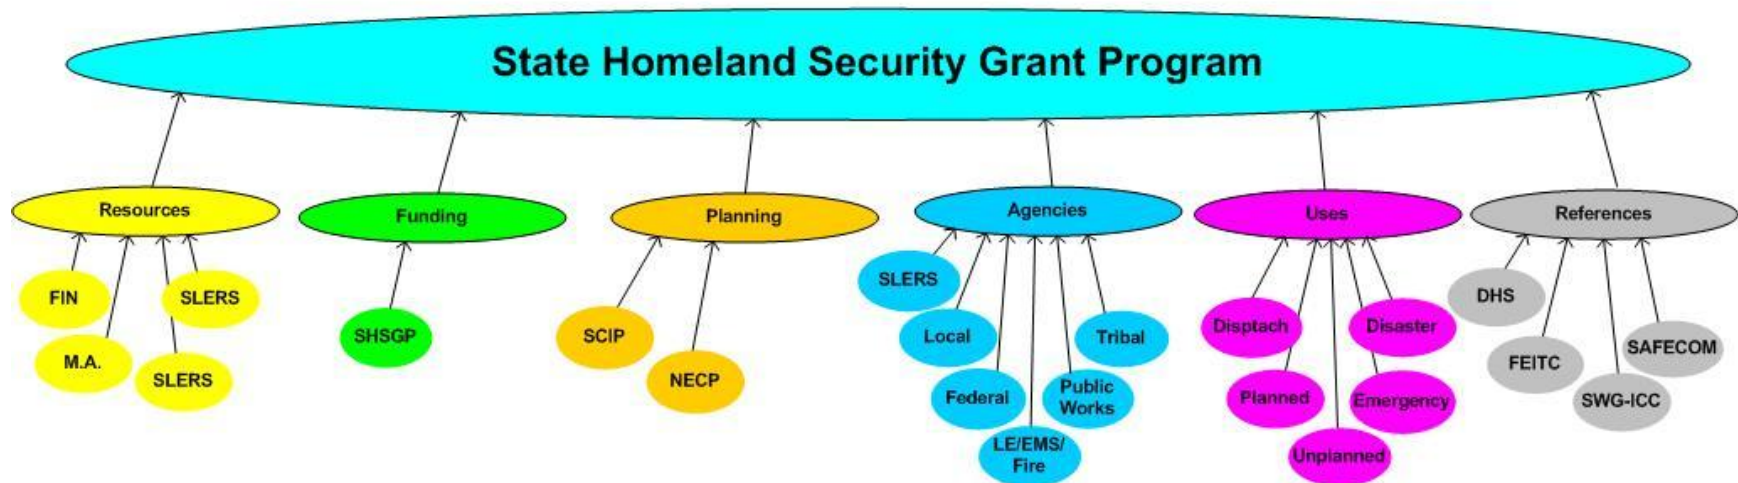 State Homeland Security Grant Program
Resources
Funding
Planning
Agencies
Uses
References
FIN
SLERS
M.A.
SLERS
SHSGP
SCIP
NECP
SLERS
Local
Tribal
Federal
Public
Works
LE/EMS/
Fire
Disptach
Disaster
Planned
Emergency
Unplanned
DHS
FEITC
SAFECOM
SWG-ICC